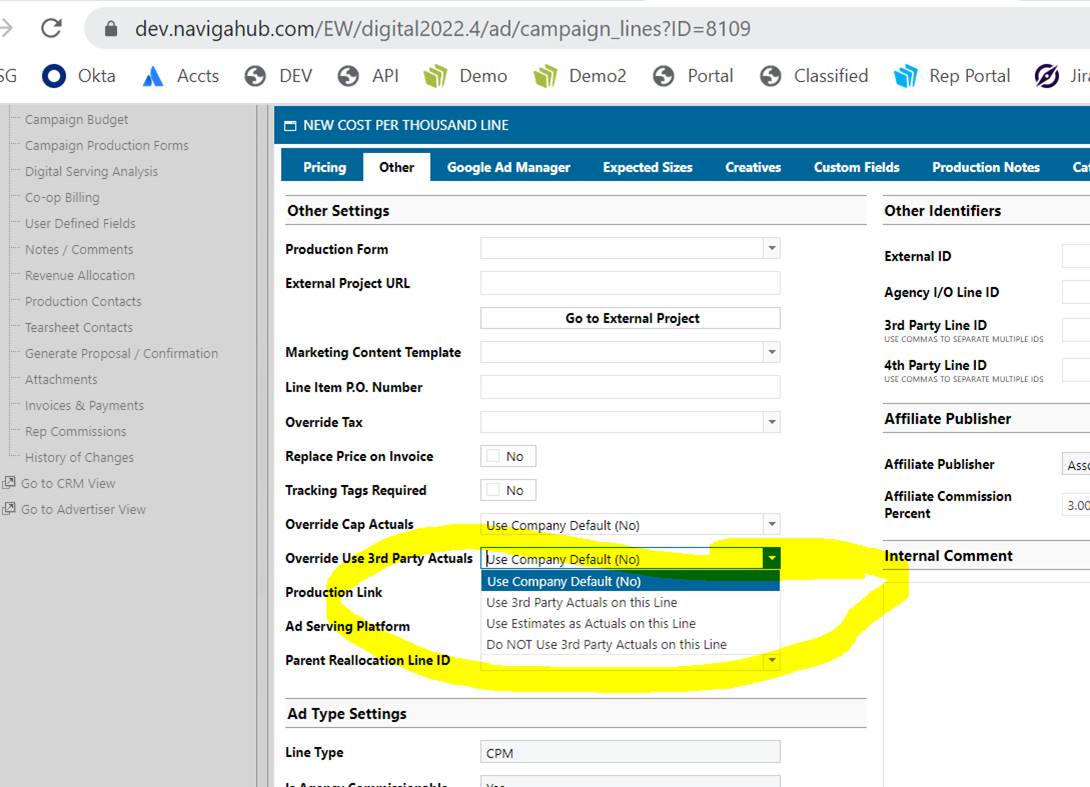 dev.navigahub.com/EW/digital2022.4/ad/campaign_lines?ID=8109
SG Okta Accts DEV API Demo Demo2 Portal Classified Rep Portal Jira
Campaign Budget
Campaign Production Forms
Digital Serving Analysis
Co-op Billing
User Defined Fields
Notes / Comments
Revenue Allocation
Production Contacts
Tearsheet Contacts
Generate Proposal / Confirmation
Attachments
Invoices & Payments
Rep Commissions
History of Changes
Go to CRM View
Go to Advertiser View
NEW COST PER THOUSAND LINE
Pricing Other Google Ad Manager Expected Sizes Creatives Custom Fields Production Notes
Other Settings
Production Form
External Project URL
Go to External Project
Marketing Content Template
Line Item P.O. Number
Override Tax
Replace Price on Invoice No
Tracking Tags Required No
Override Cap Actuals Use Company Default (No)
Override Use 3rd Party Actuals Use Company Default (No)
Use Company Default (No)
Use 3rd Party Actuals on this Line
Use Estimates as Actuals on this Line
Do NOT Use 3rd Party Actuals on this Line
Production Link
Ad Serving Platform
Parent Reallocation Line ID
Ad Type Settings
Line Type CPM
Other Identifiers
External ID
Agency I/O Line ID
3rd Party Line ID
USE COMMAS TO SEPARATE MULTIPLE IDS
4th Party Line ID
USE COMMAS TO SEPARATE MULTIPLE IDS
Affiliate Publisher
Affiliate Publisher
Affiliate Commission
Percent 3.00
Internal Comment